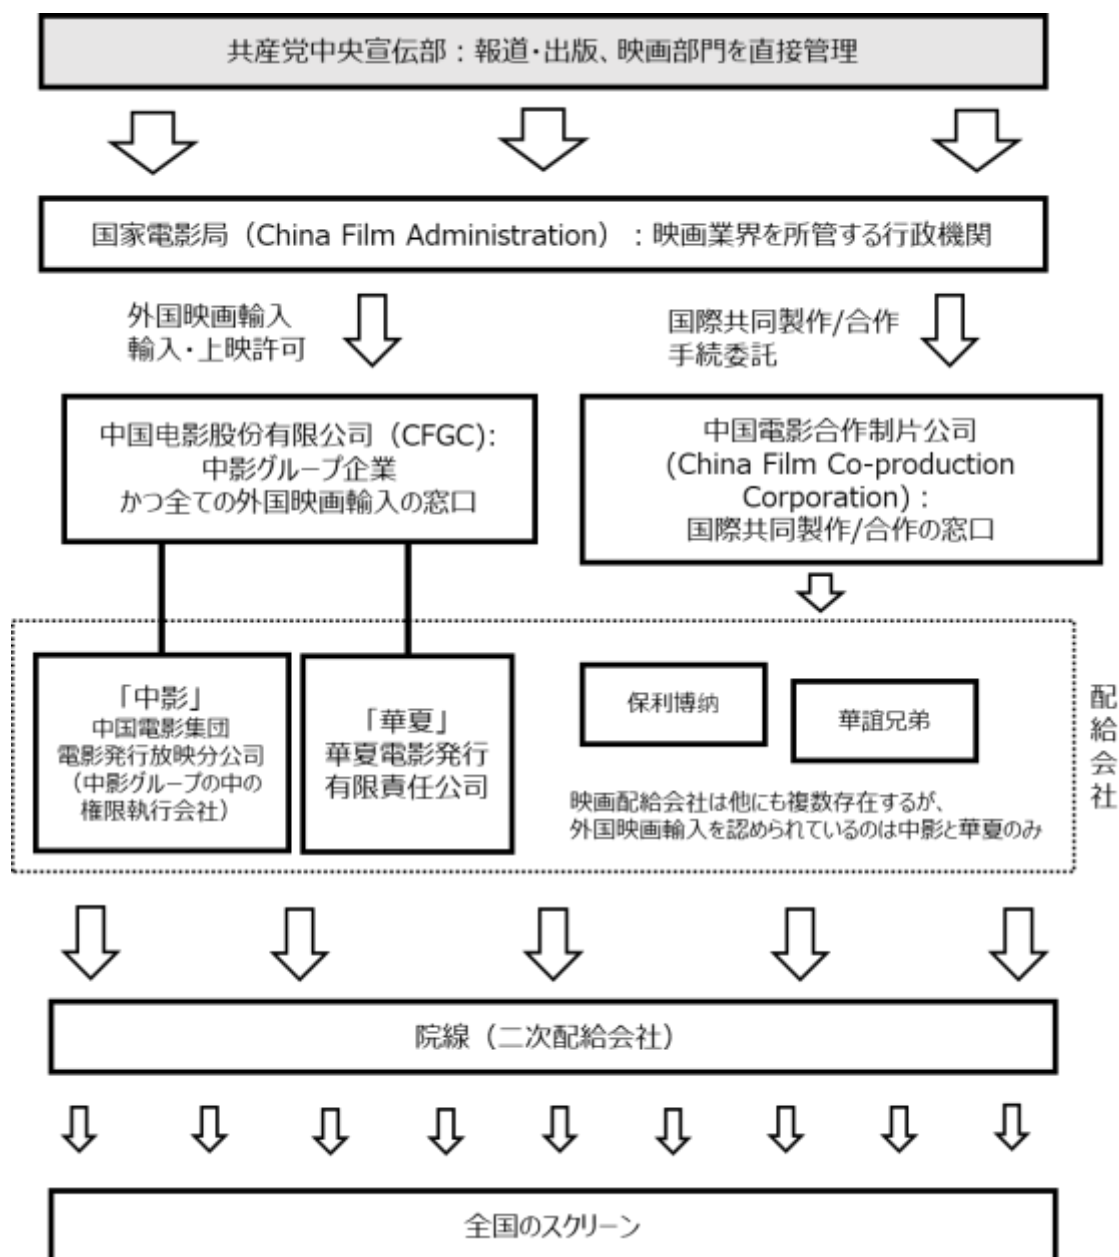 共産党中央宣伝部：報道・出版、映画部門を直接管理
国家電影局（China Film Administration）：映画業界を所管する行政機関
外国映画輸入
輸入・上映許可
国際共同製作/合作
手続委託
中国电影股份有限公司（CFGC):
中影グループ企業
かつ全ての外国映画輸入の窓口
中国電影合作制片公司
(China Film Co-production
Corporation)：
国際共同製作/合作の窓口
「中影」
中国電影集団
電影発行放映分公司
（中影グループの中の
権限執行会社）
「華夏」
華夏電影発行
有限責任公司
保利博納
華誼兄弟
映画配給会社は他にも複数存在するが、
外国映画輸入を認められているのは中影と華夏のみ
配給会社
院線（二次配給会社）
全国のスクリーン